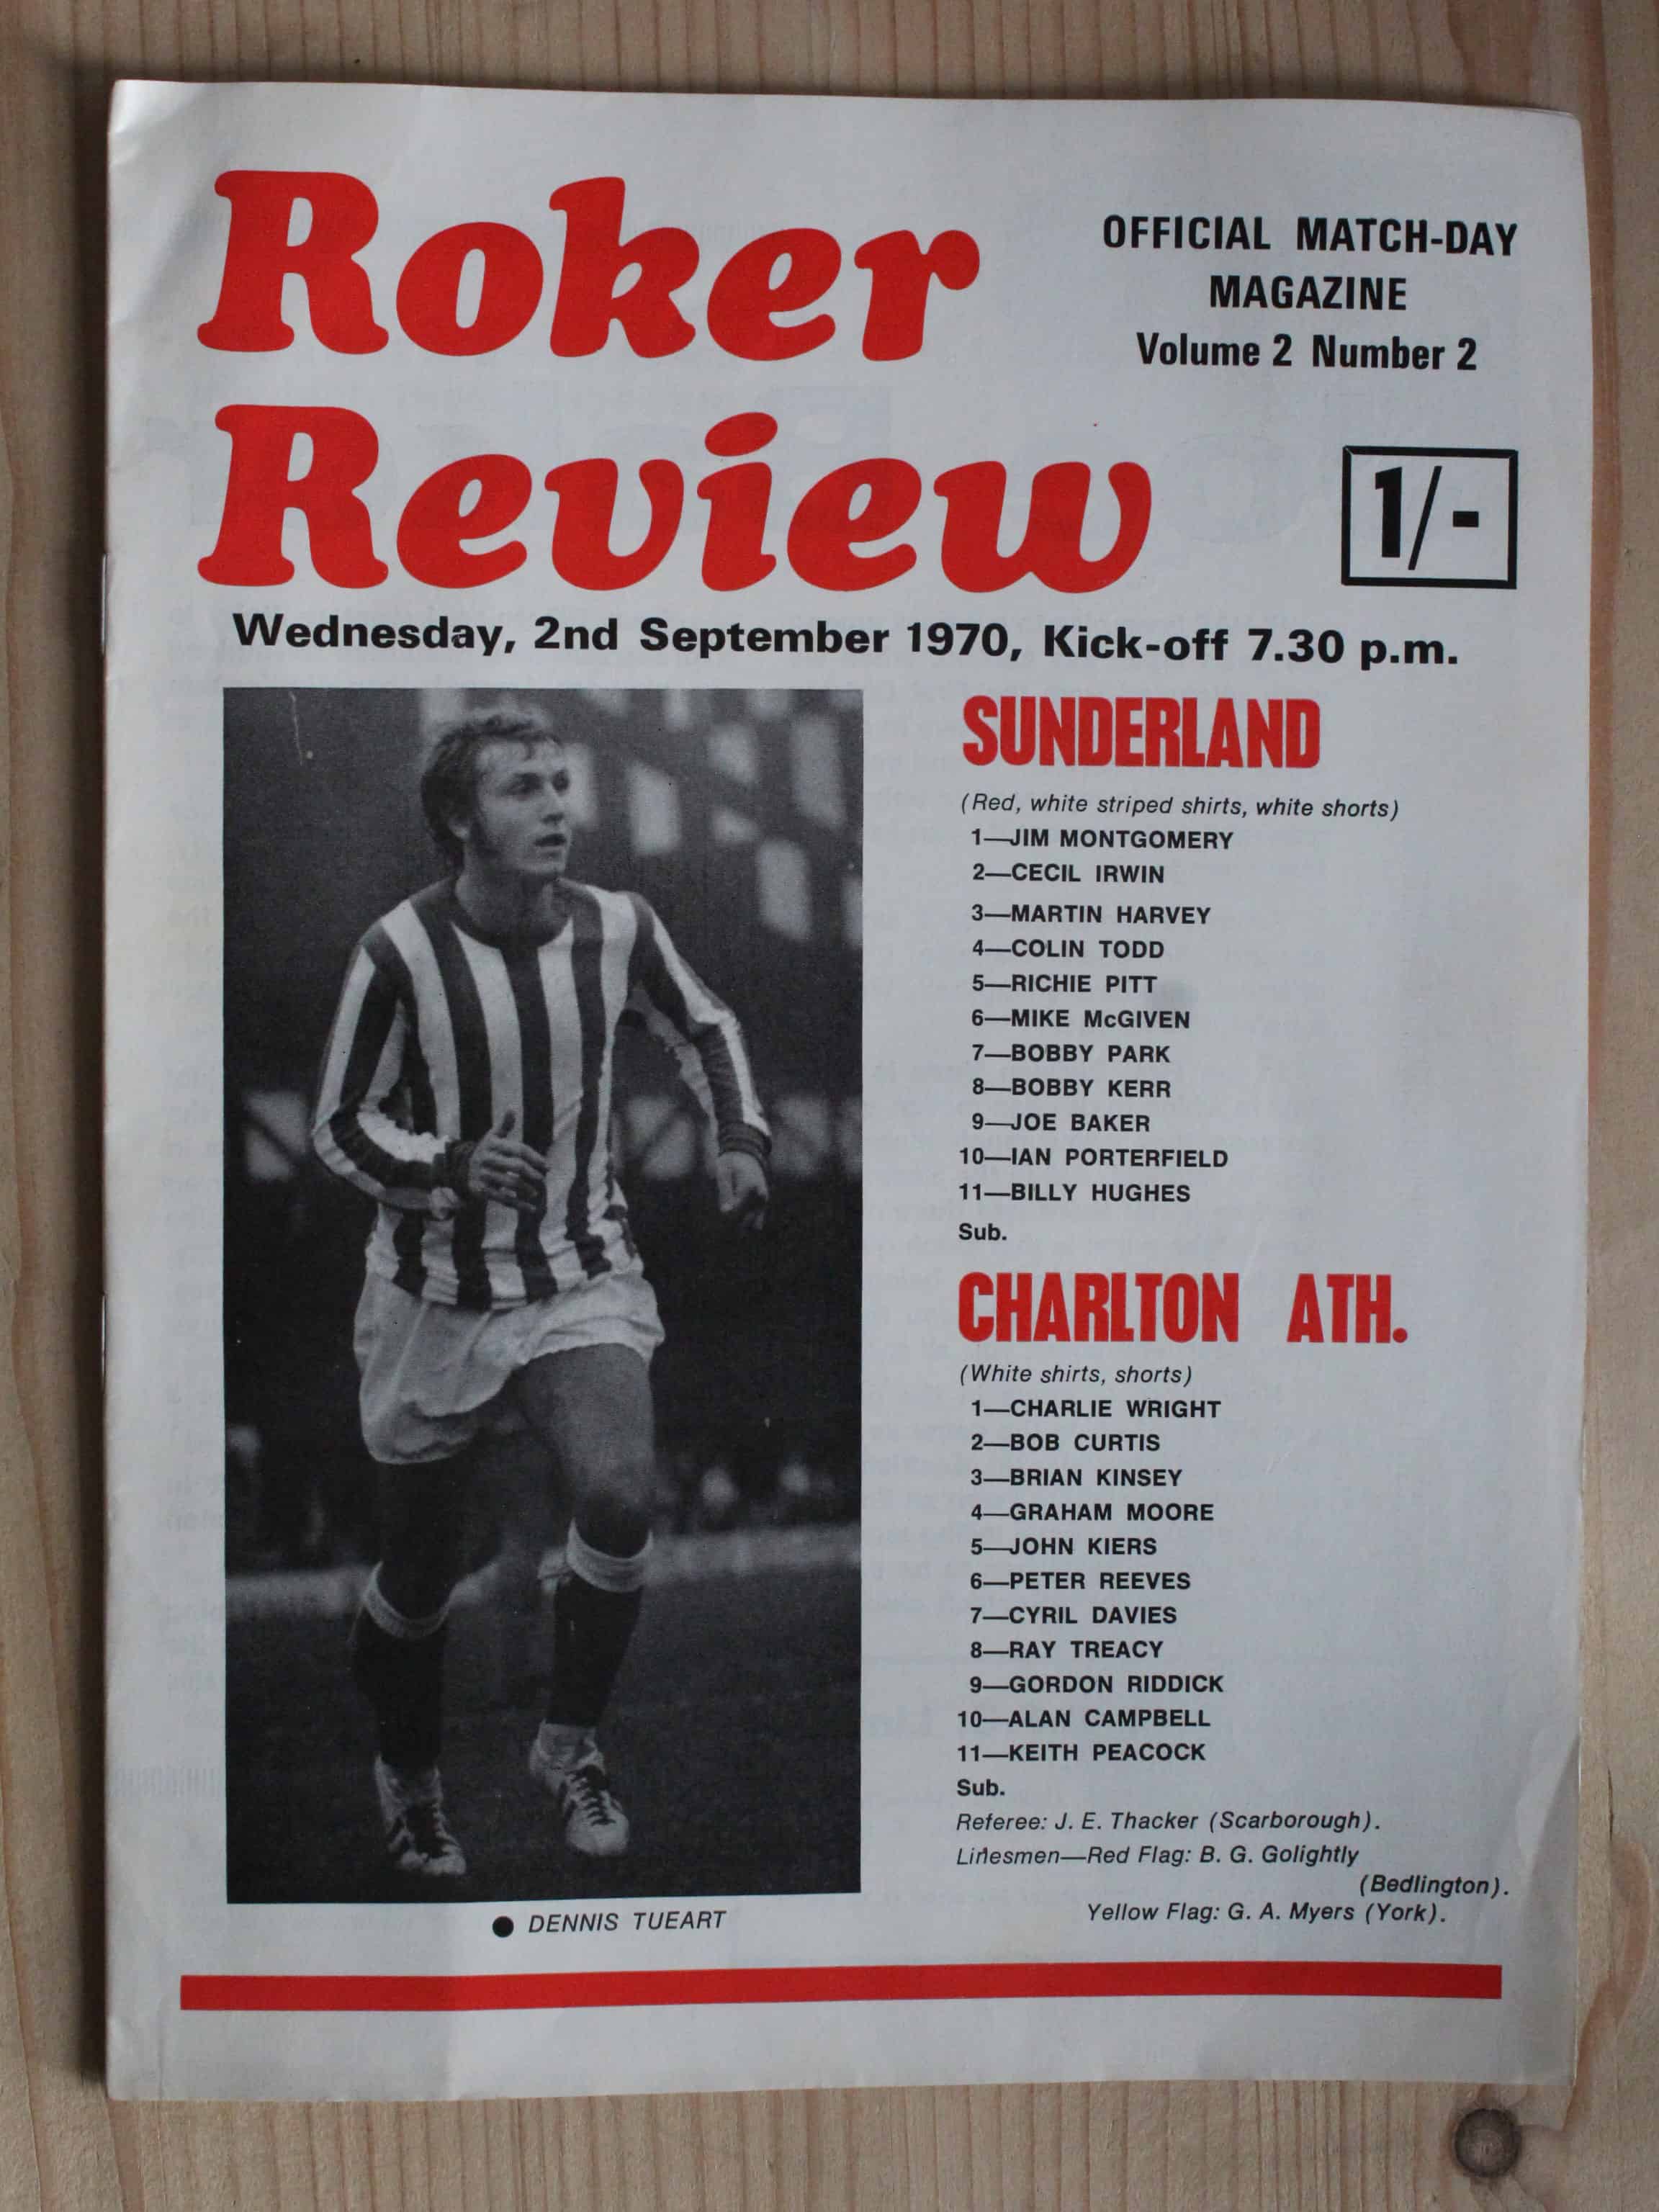 Roker
Review
OFFICIAL MATCH-DAY
MAGAZINE
Volume 2 Number 2
1/-
Wednesday, 2nd September 1970, Kick-off 7.30 p.m.
SUNDERLAND
(Red, white striped shirts, white shorts)
1—JIM MONTGOMERY
2—CECIL IRWIN
3—MARTIN HARVEY
4—COLIN TODD
5—RICHIE PITT
6—MIKE McGIVEN
7—BOBBY PARK
8—BOBBY KERR
9—JOE BAKER
10—IAN PORTERFIELD
11—BILLY HUGHES
Sub.
CHARLTON ATH.
(White shirts, shorts)
1—CHARLIE WRIGHT
2—BOB CURTIS
3—BRIAN KINSEY
4—GRAHAM MOORE
5—JOHN KIERS
6—PETER REEVES
7—CYRIL DAVIES
8—RAY TREACY
9—GORDON RIDDICK
10—ALAN CAMPBELL
11—KEITH PEACOCK
Sub.
Referee: J. E. Thacker (Scarborough).
Linesmen—Red Flag: B. G. Golightly
(Bedlington).
Yellow Flag: G. A. Myers (York).
● DENNIS TUEART